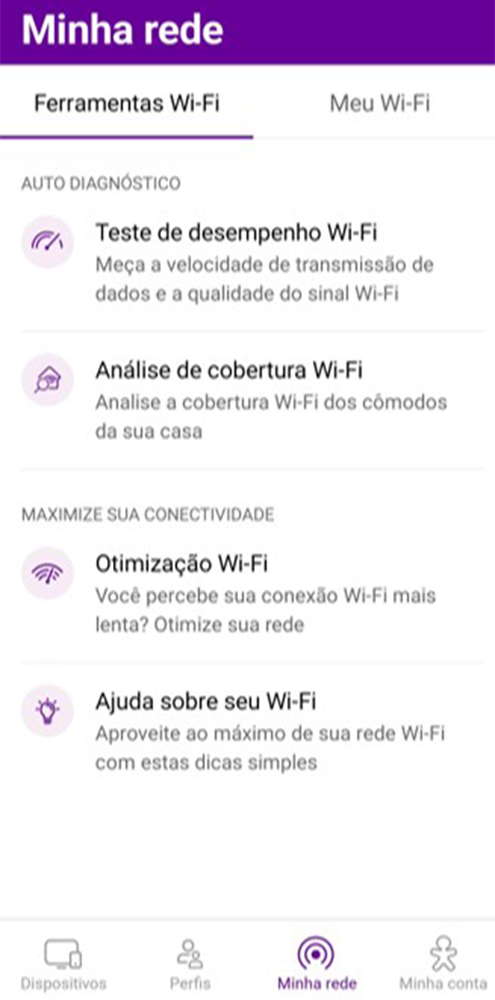 Minha rede
Ferramentas Wi-Fi
Meu Wi-Fi
AUTO DIAGNÓSTICO
Teste de desempenho Wi-Fi
Meça a velocidade de transmissão de
dados e a qualidade do sinal Wi-Fi
Análise de cobertura Wi-Fi
Analise a cobertura Wi-Fi dos cômodos
da sua casa
MAXIMIZE SUA CONECTIVIDADE
Otimização Wi-Fi
Você percebe sua conexão Wi-Fi mais
lenta? Otimize sua rede
Ajuda sobre seu Wi-Fi
Aproveite ao máximo de sua rede Wi-Fi
com estas dicas simples
Dispositivos
Perfis
Minha rede
Minha conta